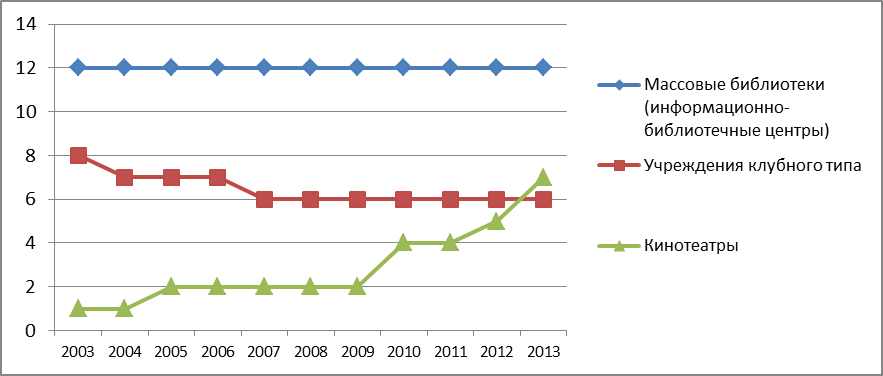 14
12
10
8
6
4
2
0
2003 2004 2005 2006 2007 2008 2009 2010 2011 2012 2013
Массовые библиотеки
(информационно-
библиотечные центры)
Учреждения клубного типа
Кинотеатры